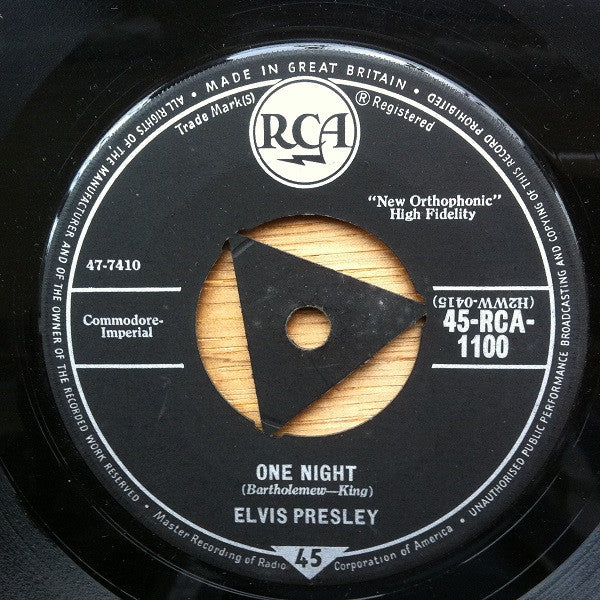 ALL RIGHTS OF THE MANUFACTURER AND OF THE OWNER OF THE RECORDED WORK RESERVED • MADE IN GREAT BRITAIN • UNAUTHORISED PUBLIC PERFORMANCE BROADCASTING AND COPYING OF THIS RECORD PROHIBITED
Trade Mark(s) ® Registered
RCA
"New Orthophonic"
High Fidelity
47-7410
(H2WW-0415)
Commodore-
Imperial
45-RCA-
1100
ONE NIGHT
(Bartholemew—King)
ELVIS PRESLEY
45
• Master Recording of Radio Corporation of America •